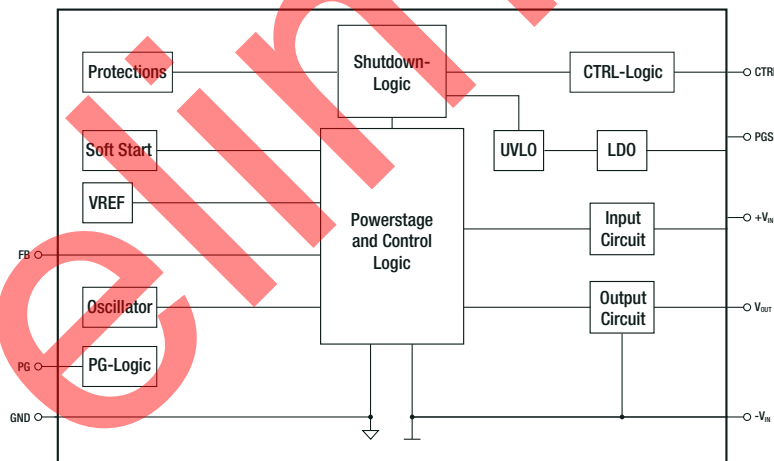 Protections
Shutdown-
Logic
CTRL-Logic
CTRL
PGS
Soft Start
UVLO
LDO
VREF
Powerstage
and Control
Logic
Input
Circuit
+VIN
FB
Oscillator
Output
Circuit
VOUT
PG
PG-Logic
GND
-VIN
elin